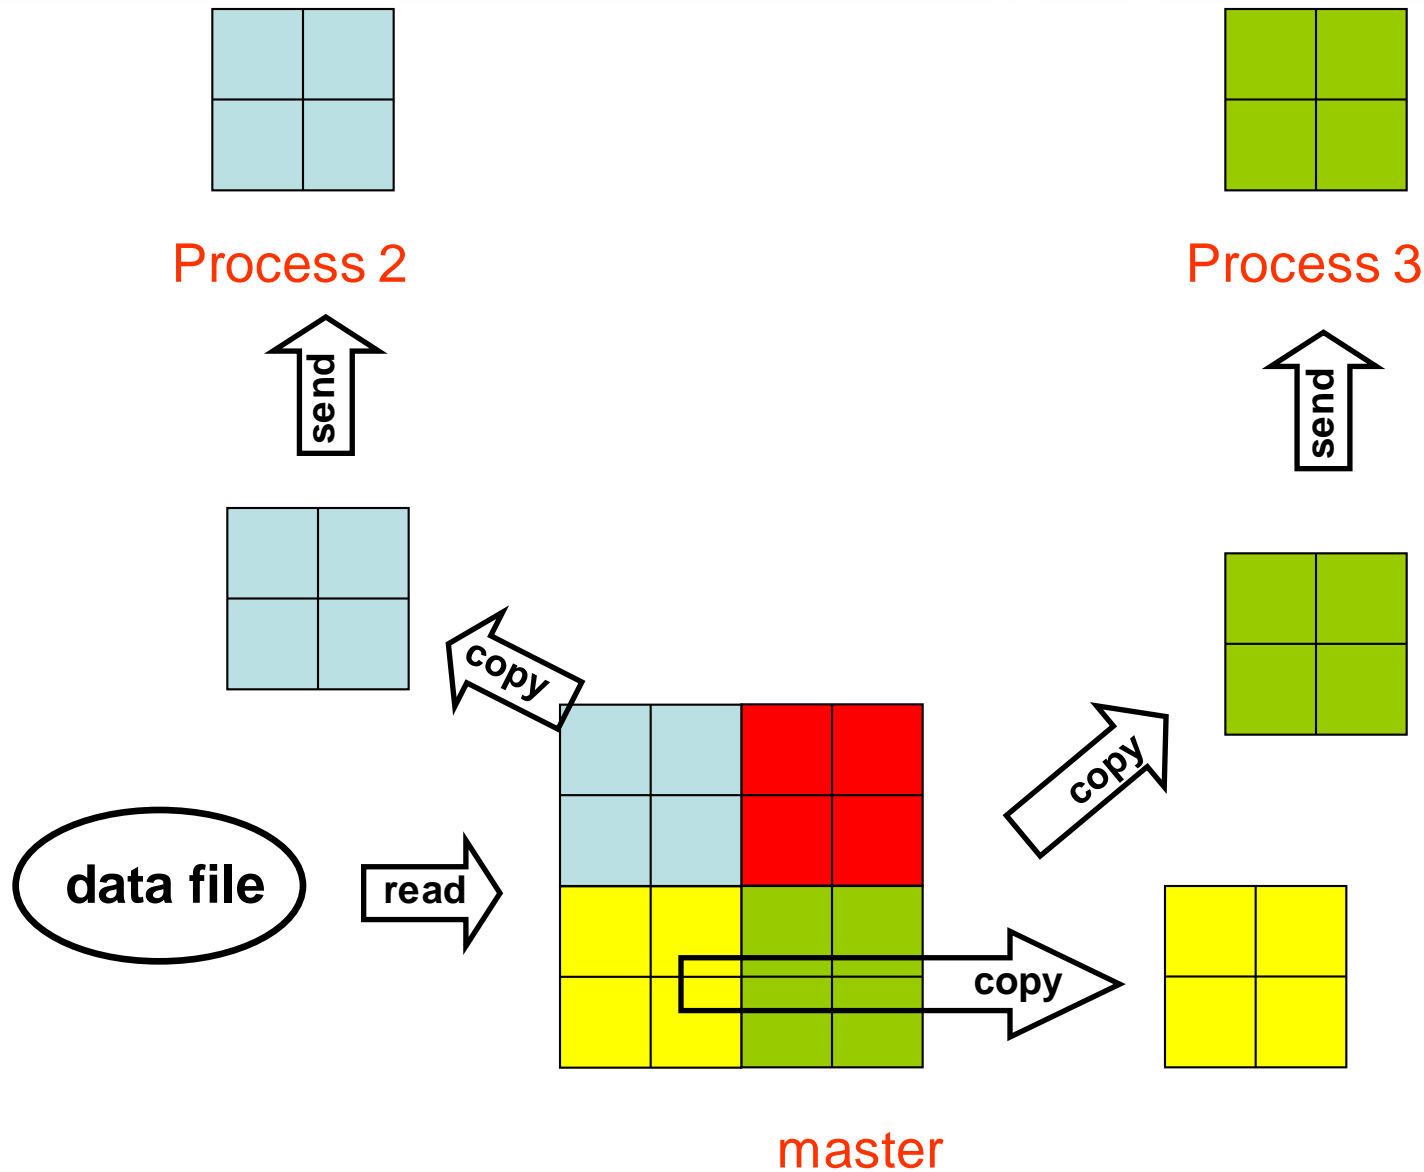 Process 2
Process 3
send
send
copy
copy
data file
read
copy
master